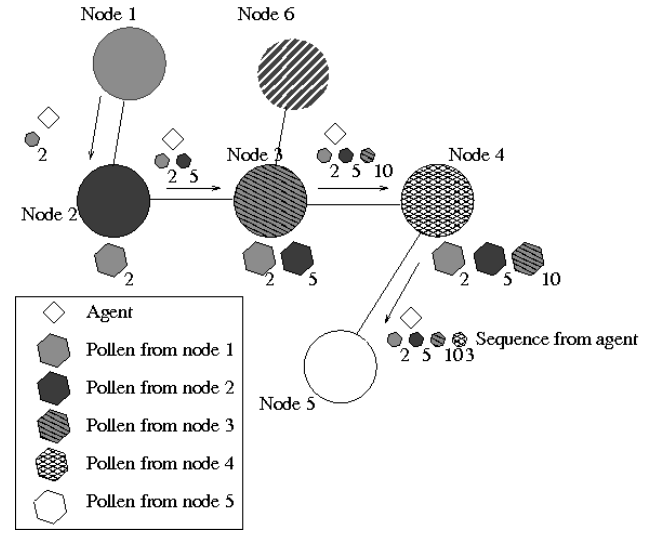 Node 1
Node 6
2
2 5
Node 3
2 5 10
Node 4
Node 2
2
2 5
2 5 10
2 5 10 3
Sequence from agent
Node 5
Agent
Pollen from node 1
Pollen from node 2
Pollen from node 3
Pollen from node 4
Pollen from node 5